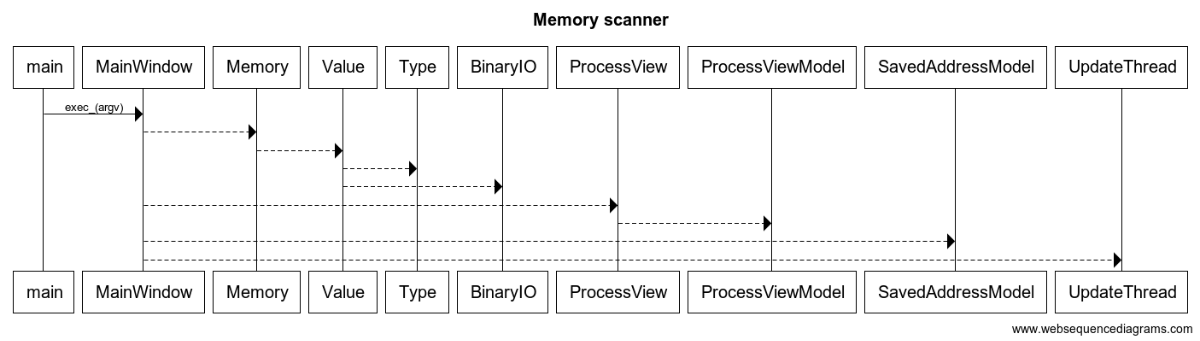 Memory scanner
main MainWindow Memory Value Type BinaryIO ProcessView ProcessViewModel SavedAddressModel UpdateThread
exec_(argv)
main MainWindow Memory Value Type BinaryIO ProcessView ProcessViewModel SavedAddressModel UpdateThread
www.websequencediagrams.com